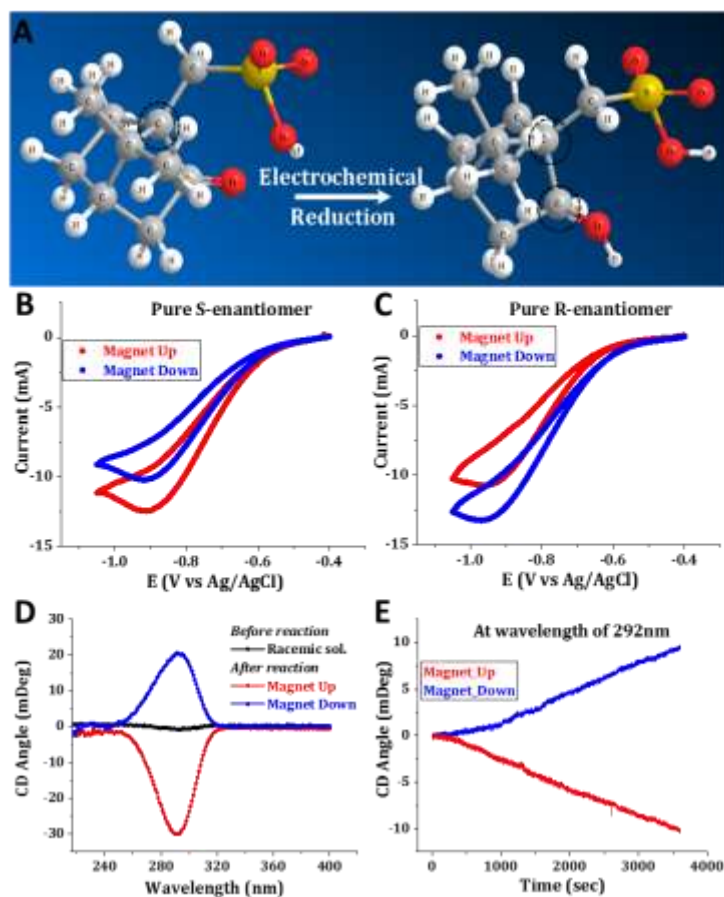 A
Electrochemical
Reduction
B
Pure S-enantiomer
Magnet Up
Magnet Down
0
-5
-10
-15
Current (mA)
-1.0
-0.8
-0.6
-0.4
E (V vs Ag/AgCl)
C
Pure R-enantiomer
Magnet Up
Magnet Down
0
-5
-10
-15
Current (mA)
-1.0
-0.8
-0.6
-0.4
E (V vs Ag/AgCl)
D
Before reaction
Racemic sol.
After reaction
Magnet Up
Magnet Down
30
20
10
0
-10
-20
-30
CD Angle (mDeg)
240
280
320
360
400
Wavelength (nm)
E
At wavelength of 292nm
Magnet_Up
Magnet_Down
10
5
0
-5
-10
CD Angle (mDeg)
0
1000
2000
3000
4000
Time (sec)